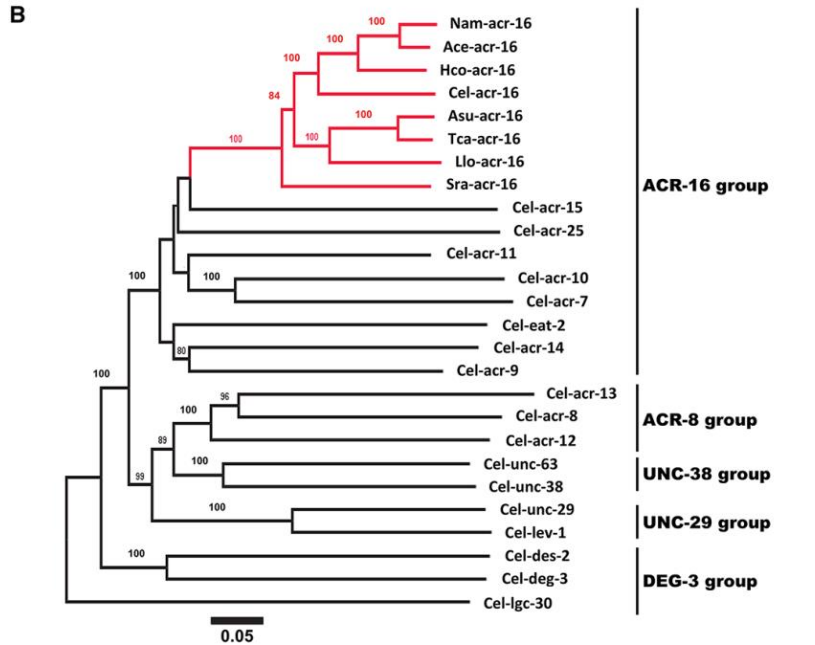 B
100
Nam-acr-16
100
Ace-acr-16
100
Hco-acr-16
84
Cel-acr-16
100
Asu-acr-16
100
100
Tca-acr-16
Llo-acr-16
Sra-acr-16
ACR-16 group
Cel-acr-15
Cel-acr-25
Cel-acr-11
100
100
Cel-acr-10
Cel-acr-7
Cel-eat-2
80
Cel-acr-14
Cel-acr-9
100
96
Cel-acr-13
100
Cel-acr-8
ACR-8 group
89
Cel-acr-12
100
Cel-unc-63
99
UNC-38 group
Cel-unc-38
100
Cel-unc-29
UNC-29 group
Cel-lev-1
100
Cel-des-2
Cel-deg-3
DEG-3 group
Cel-lgc-30
0.05